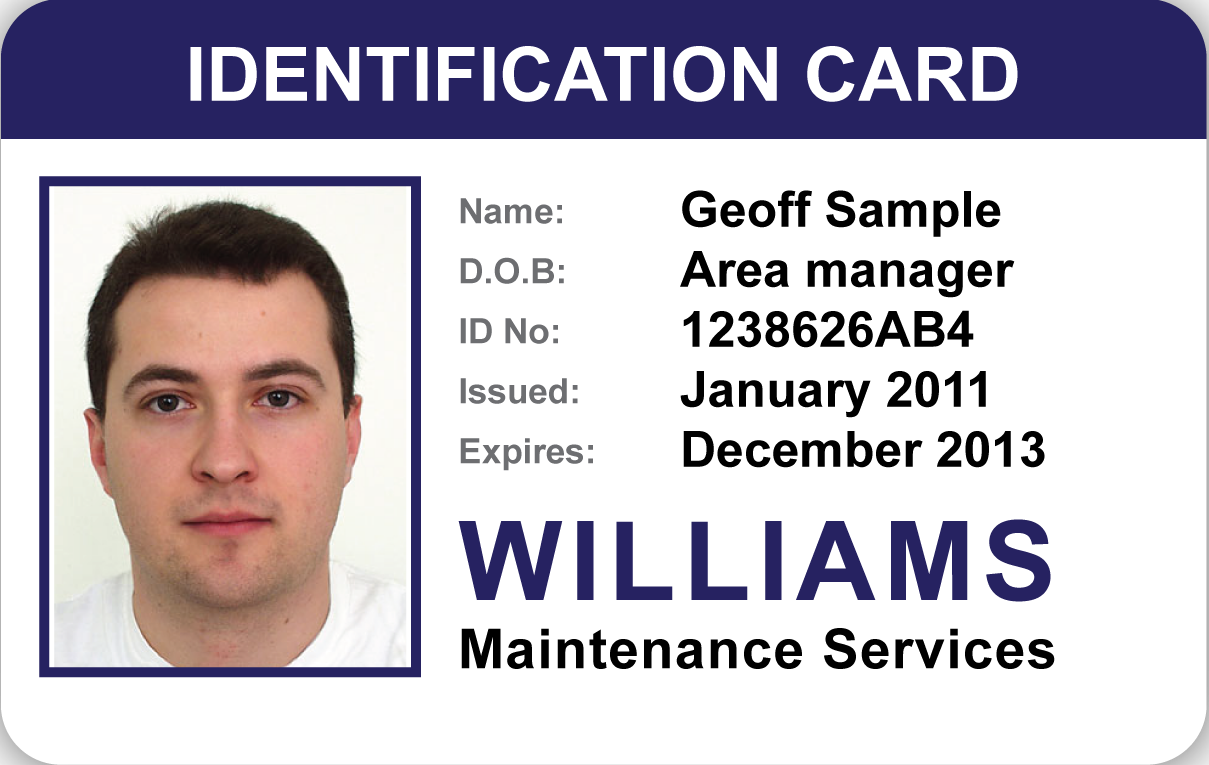 IDENTIFICATION CARD
Name: Geoff Sample
D.O.B: Area manager
ID No: 1238626AB4
Issued: January 2011
Expires: December 2013
WILLIAMS
Maintenance Services